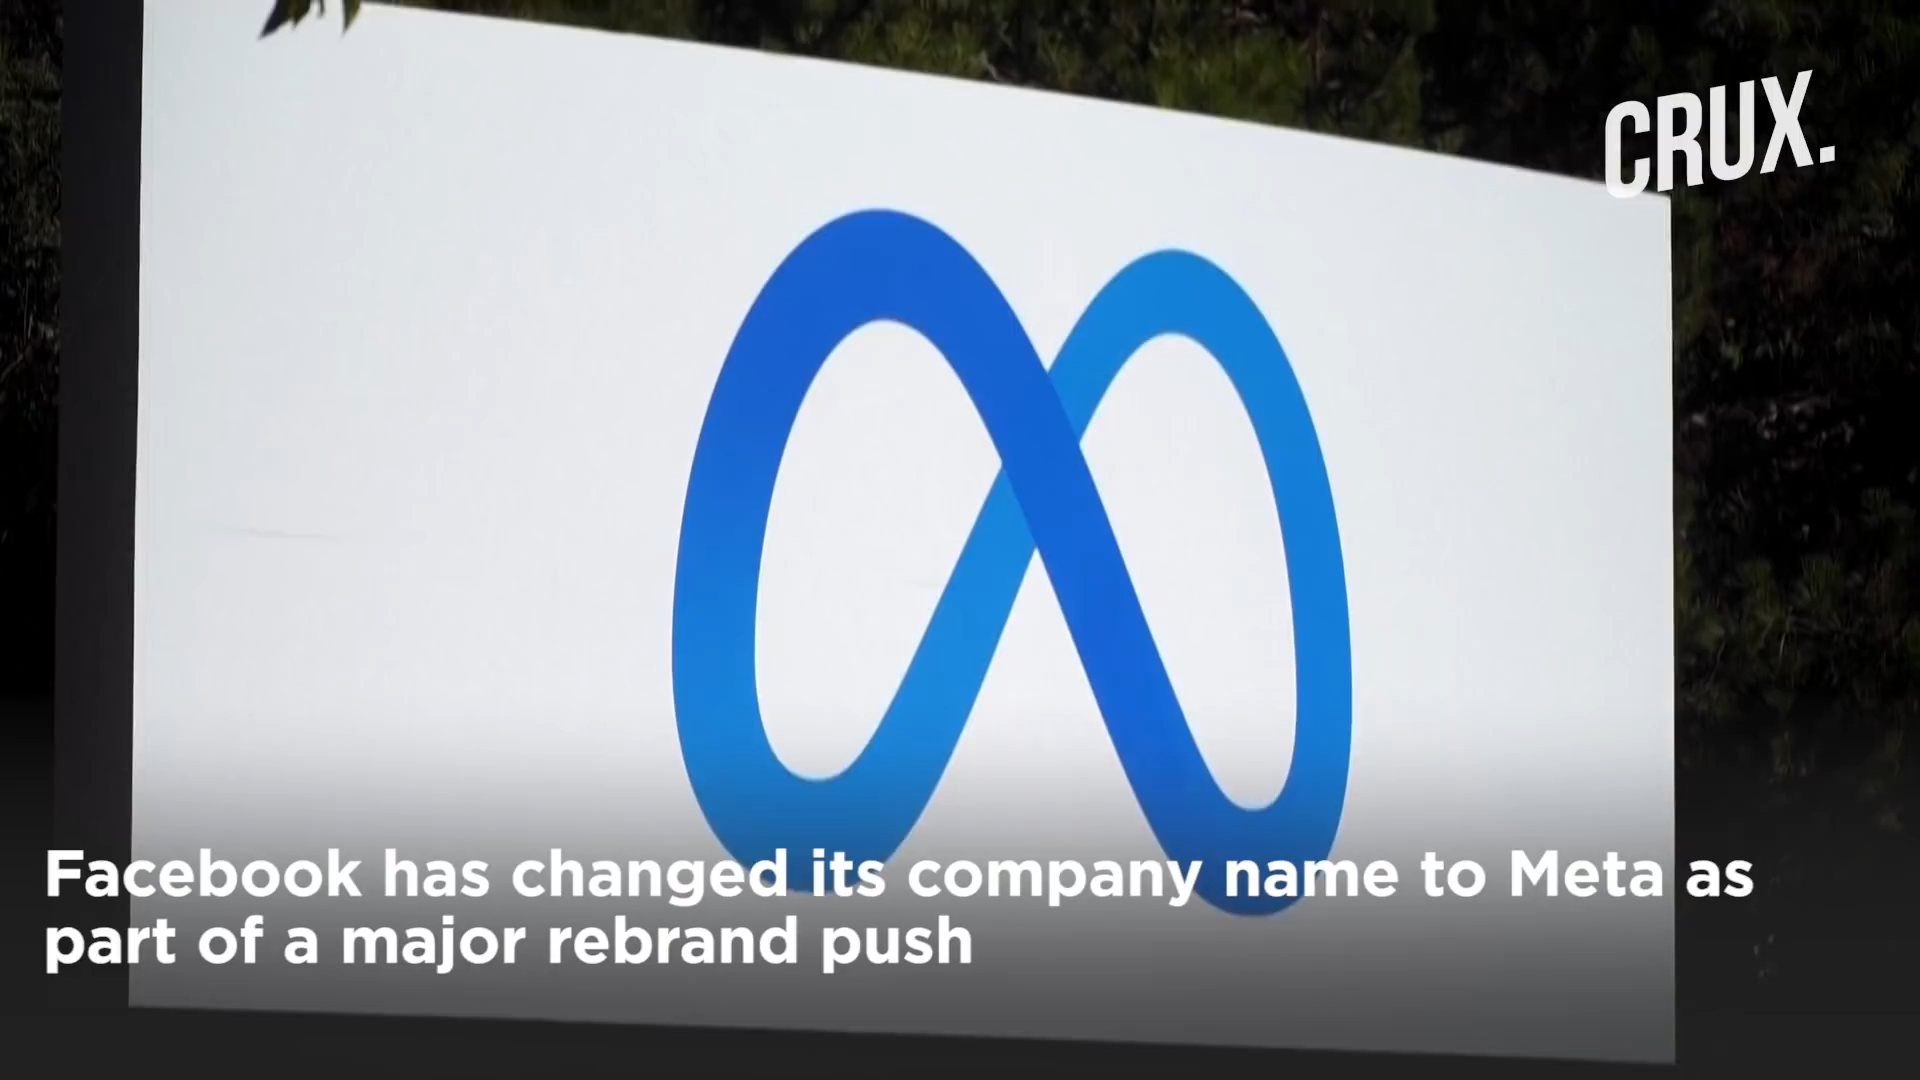 CRUX.
Facebook has changed its company name to Meta as
part of a major rebrand push